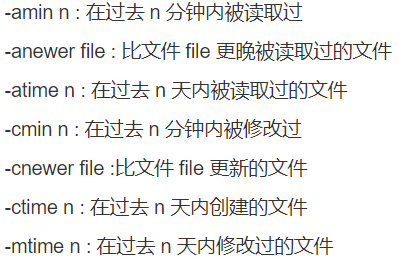 -amin n : 在过去 n 分钟内被读取过
-anewer file : 比文件 file 更晚被读取过的文件
-atime n : 在过去 n 天内被读取过的文件
-cmin n : 在过去 n 分钟内被修改过
-cnewer file :比文件 file 更新的文件
-ctime n : 在过去 n 天内创建的文件
-mtime n : 在过去 n 天内修改过的文件